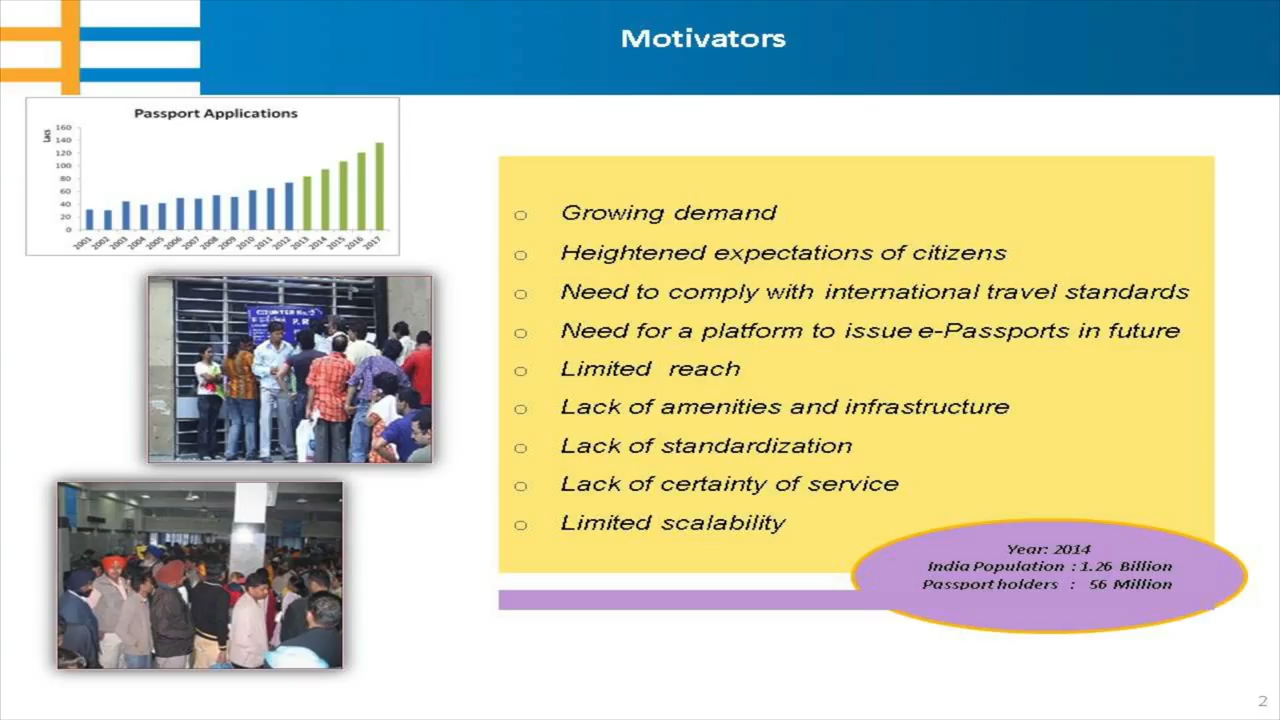 Motivators
Passport Applications
Lacs
160
140
120
100
80
60
40
20
0
2001 2002 2003 2004 2005 2006 2007 2008 2009 2010 2011 2012 2013 2014 2015 2016 2017
o Growing demand
o Heightened expectations of citizens
o Need to comply with international travel standards
o Need for a platform to issue e-Passports in future
o Limited reach
o Lack of amenities and infrastructure
o Lack of standardization
o Lack of certainty of service
o Limited scalability
Year: 2014
India Population : 1.26 Billion
Passport holders : 56 Million
2